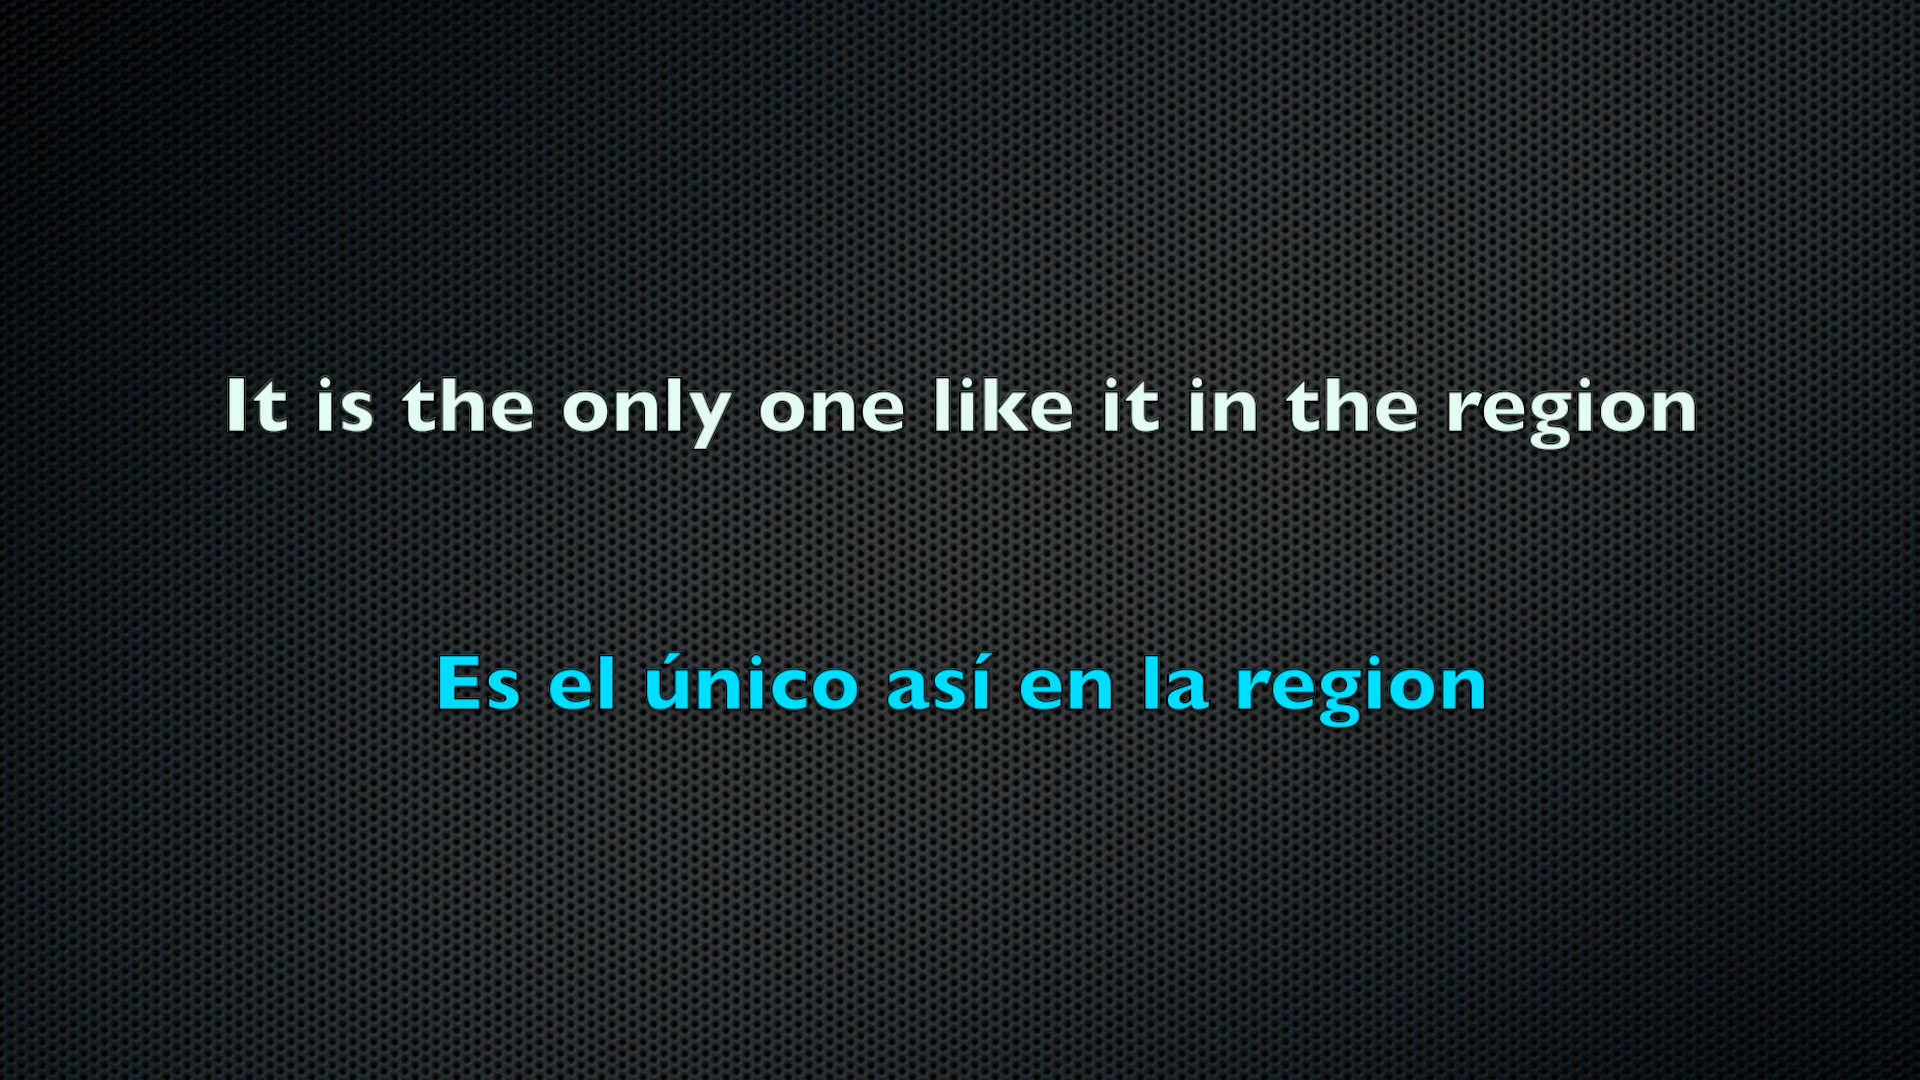 It is the only one like it in the region
Es el único así en la region